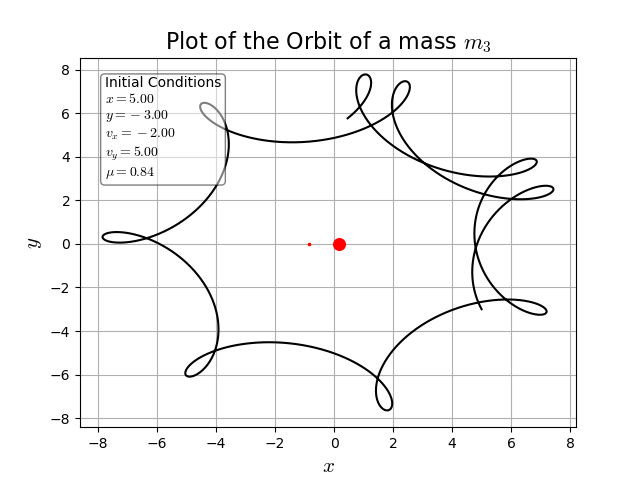 Plot of the Orbit of a mass $m_3$
Initial Conditions
$x = 5.00$
$y = -3.00$
$v_x = -2.00$
$v_y = 5.00$
$\mu = 0.84$
8
6
4
2
0
−2
−4
−6
−8
y
−8 −6 −4 −2 0 2 4 6 8
x